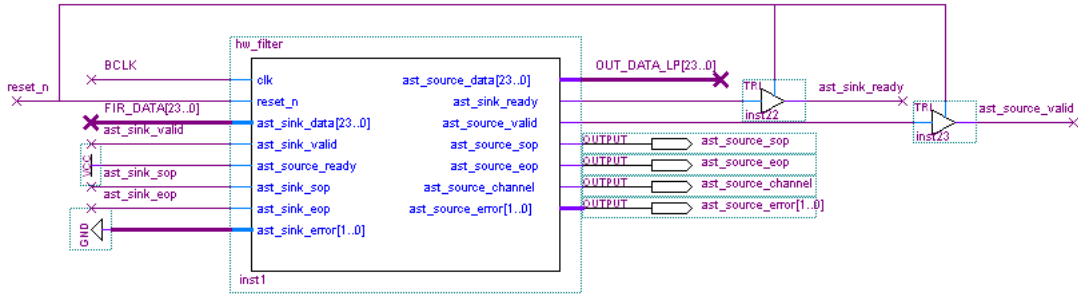 hw_filter
BCLK
clk
ast_source_data[23..0]
OUT_DATA_LP[23..0]
reset_n
reset_n
ast_sink_ready
TRI
ast_sink_ready
FIR_DATA[23..0]
ast_sink_data[23..0]
ast_source_valid
inst22
TRI
ast_source_valid
ast_sink_valid
ast_sink_valid
ast_source_sop
OUTPUT
ast_source_sop
inst23
VCC
ast_source_ready
ast_source_eop
OUTPUT
ast_source_eop
ast_sink_sop
ast_sink_sop
ast_source_channel
OUTPUT
ast_source_channel
ast_sink_eop
ast_sink_eop
ast_source_error[1..0]
OUTPUT
ast_source_error[1..0]
GND
ast_sink_error[1..0]
inst1